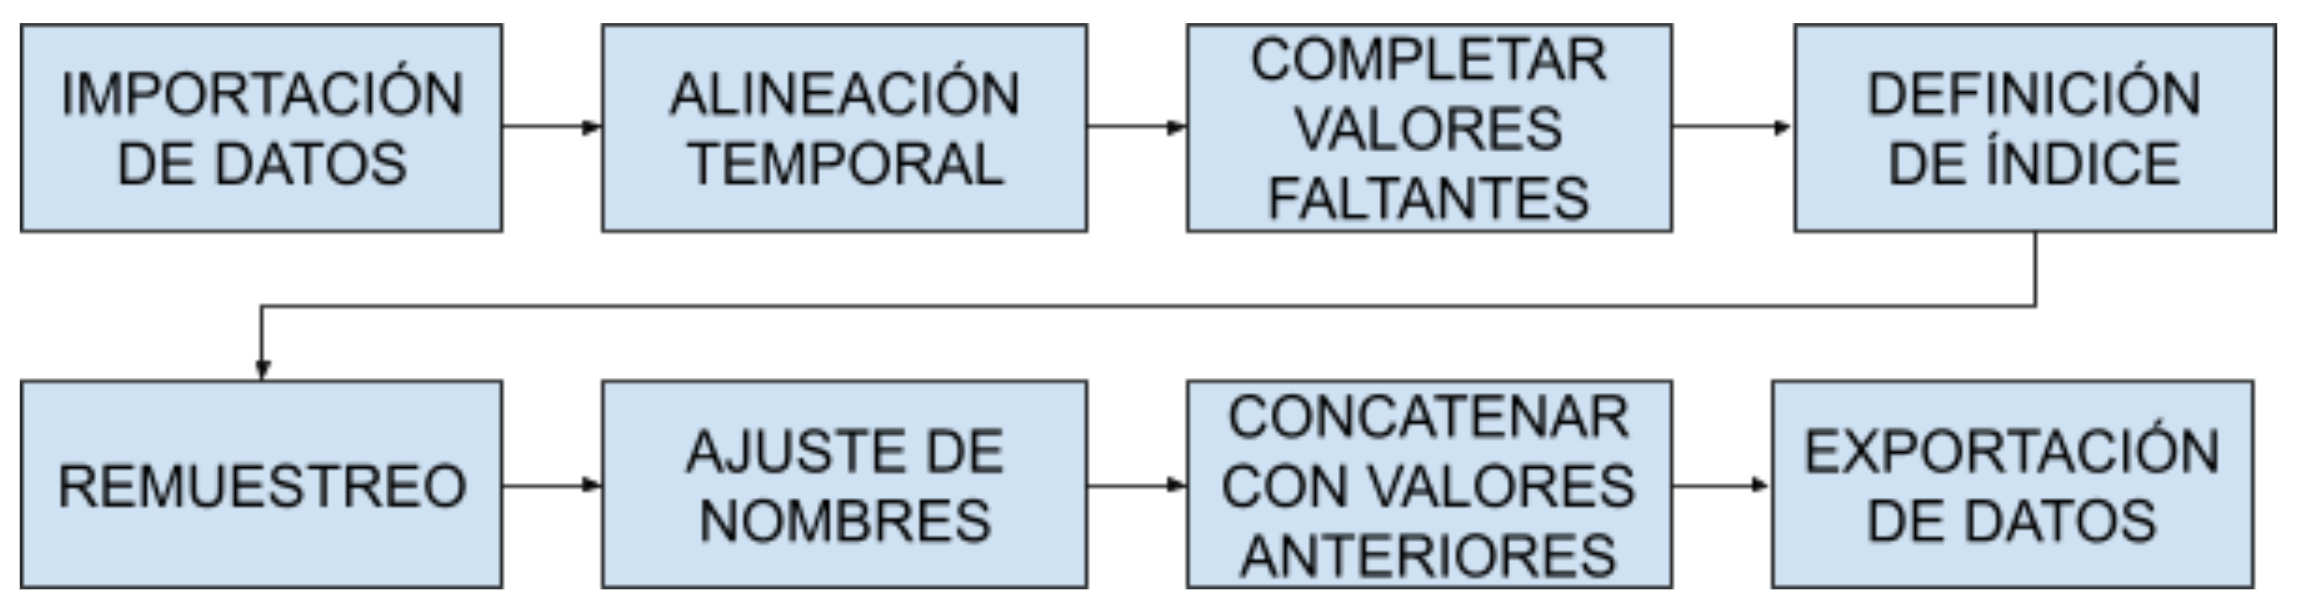 IMPORTACIÓN
DE DATOS
ALINEACIÓN
TEMPORAL
COMPLETAR
VALORES
FALTANTES
DEFINICIÓN
DE ÍNDICE
REMUESTREO
AJUSTE DE
NOMBRES
CONCATENAR
CON VALORES
ANTERIORES
EXPORTACIÓN
DE DATOS